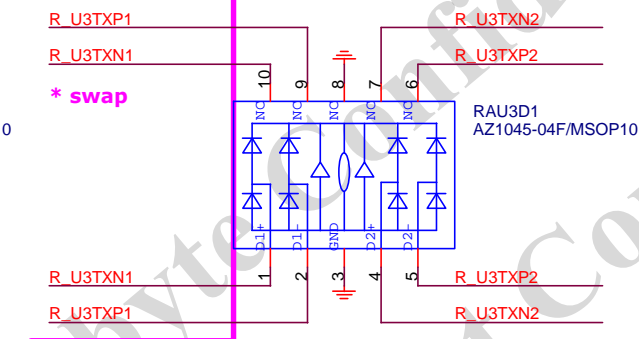 R_U3TXP1
R_U3TXN2
R_U3TXN1
R_U3TXP2
* swap
10
9
8
7
6
NC
NC
NC
NC
NC
RAU3D1
AZ1045-04F/MSOP10
0
D1+
D1-
GND
D2+
D2-
1
2
3
4
5
R_U3TXN1
R_U3TXP2
R_U3TXP1
R_U3TXN2